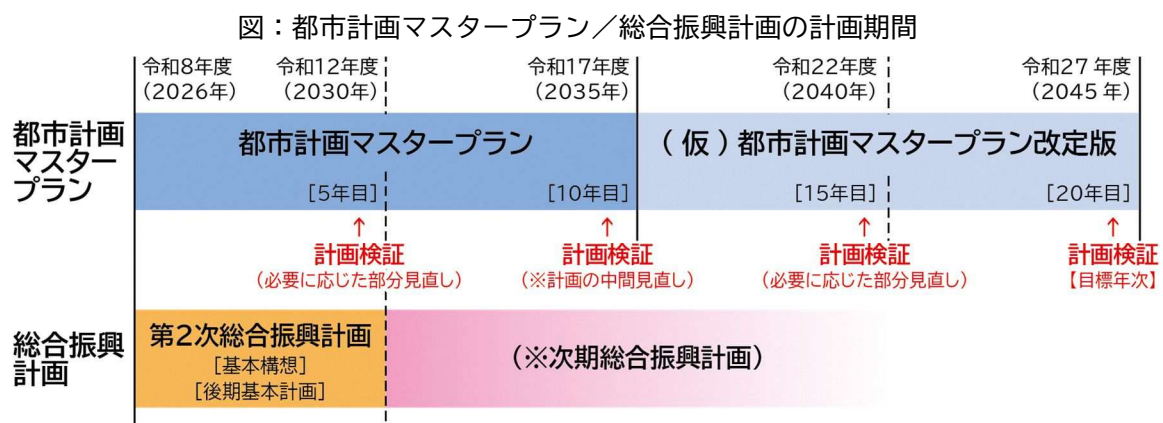 図：都市計画マスタープラン／総合振興計画の計画期間
令和8年度
（2026年）
令和12年度
（2030年）
令和17年度
（2035年）
令和22年度
（2040年）
令和27年度
（2045年）
都市計画
マスター
プラン
都市計画マスタープラン
（仮）都市計画マスタープラン改定版
［5年目］
［10年目］
［15年目］
［20年目］
↑
計画検証
（必要に応じた部分見直し）
↑
計画検証
（※計画の中間見直し）
↑
計画検証
（必要に応じた部分見直し）
↑
計画検証
【目標年次】
総合振興
計画
第2次総合振興計画
［基本構想］
［後期基本計画］
（※次期総合振興計画）